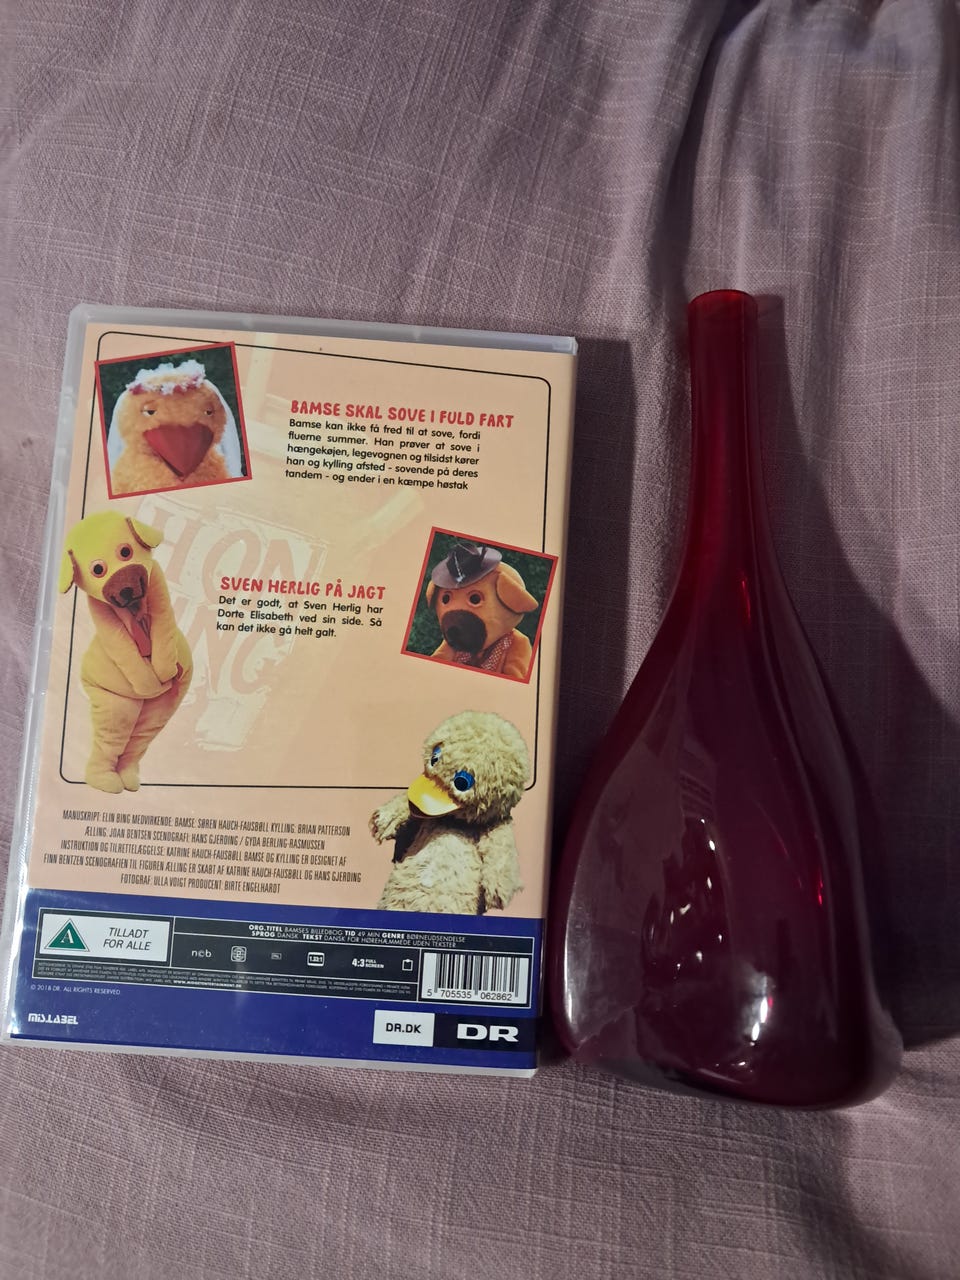 BAMSE SKAL SOVE I FULD FART
Bamse kan ikke få fred til at sove, fordi
fluerne summer. Han prøver at sove i
hængekøjen, legevognen og tilsidst kører
han og kylling afsted - sovende på deres
tandem - og ender i en kæmpe høstak
SVEN HERLIG PÅ JAGT
Det er godt, at Sven Herlig har
Dorte Elisabeth ved sin side. Så
kan det ikke gå helt galt.
MANUSKRIPT: ELIN BING MEDVIRKENDE: BAMSE: SØREN HAUCH-FAUSBØLL KYLLING: BRIAN PATTERSON
ÆLLING: JOAN BENTSEN SCENOGRAFI: HANS GJERDING / GYDA BERLING-RASMUSSEN
INSTRUKTION OG TILRETTELÆGGELSE: KATRINE HAUCH-FAUSBØLL BAMSE OG KYLLING ER DESIGNET AF
FINN BENTZEN SCENOGRAFIEN TIL FIGUREN ÆLLING ER SKABT AF KATRINE HAUCH-FAUSBØLL OG HANS GJERDING
FOTOGRAF: ULLA VOIGT PRODUCENT: BIRTE ENGELHARDT
A
TILLADT
FOR ALLE
ORG.TITEL BAMSES BILLEDBOG TID 49 MIN GENRE BØRNEUDSENDELSE
SPROG DANSK TEKST DANSK FOR HØREHÆMMEDE UDEN TEKSTER
ncb
1.33:1
4:3 FULL SCREEN
5 705535 062862
© 2018 DR. ALL RIGHTS RESERVED.
MIS.LABEL
DR.DK
DR